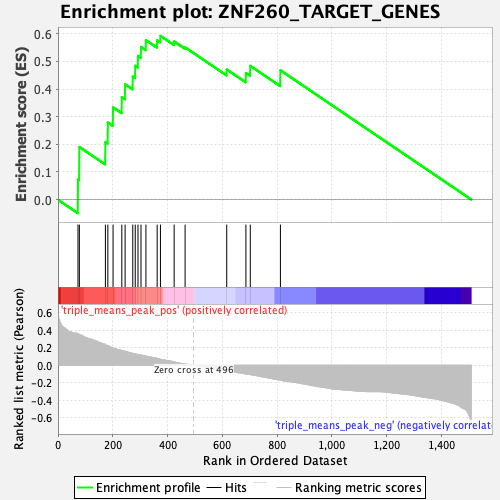 Enrichment plot: ZNF260_TARGET_GENES
Enrichment score (ES)
0.6
0.5
0.4
0.3
0.2
0.1
0.0
Ranked list metric (Pearson)
'triple_means_peak_pos' (positively correlated)
0.6
0.4
0.2
0.0
-0.2
-0.4
-0.6
Zero cross at 496
'triple_means_peak_neg' (negatively correlated
0
200
400
600
800
1,000
1,200
1,400
Rank in Ordered Dataset
Enrichment profile
Hits
Ranking metric scores